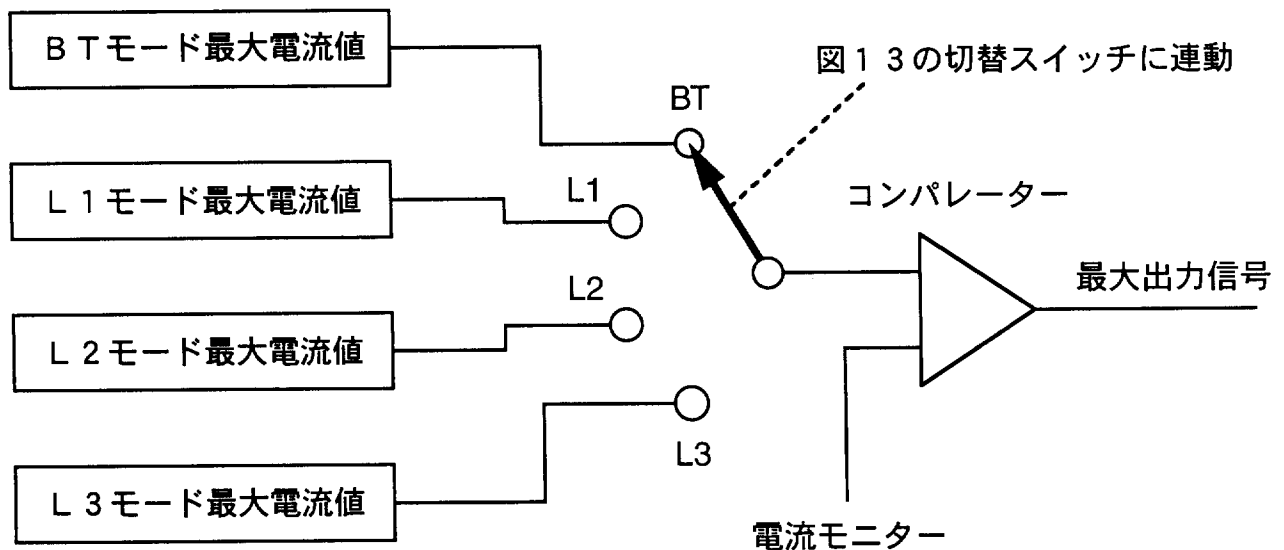 BTモード最大電流値
図13の切替スイッチに連動
BT
L1モード最大電流値
L1
コンパレーター
L2
最大出力信号
L2モード最大電流値
L3
L3モード最大電流値
電流モニター